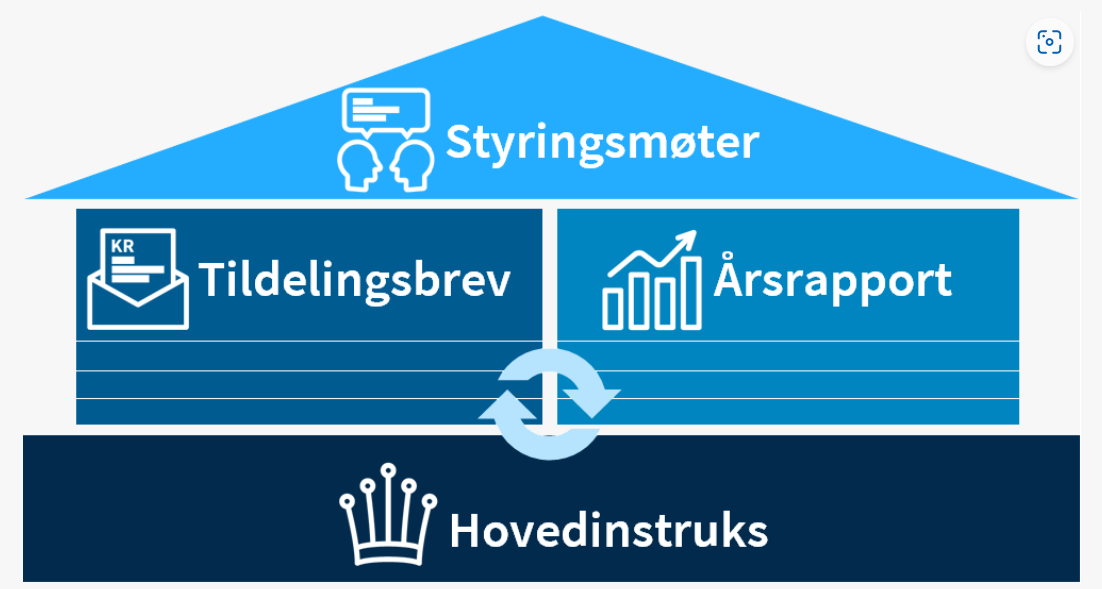 Styringsmøter
KR
Tildelingsbrev
Årsrapport
Hovedinstruks